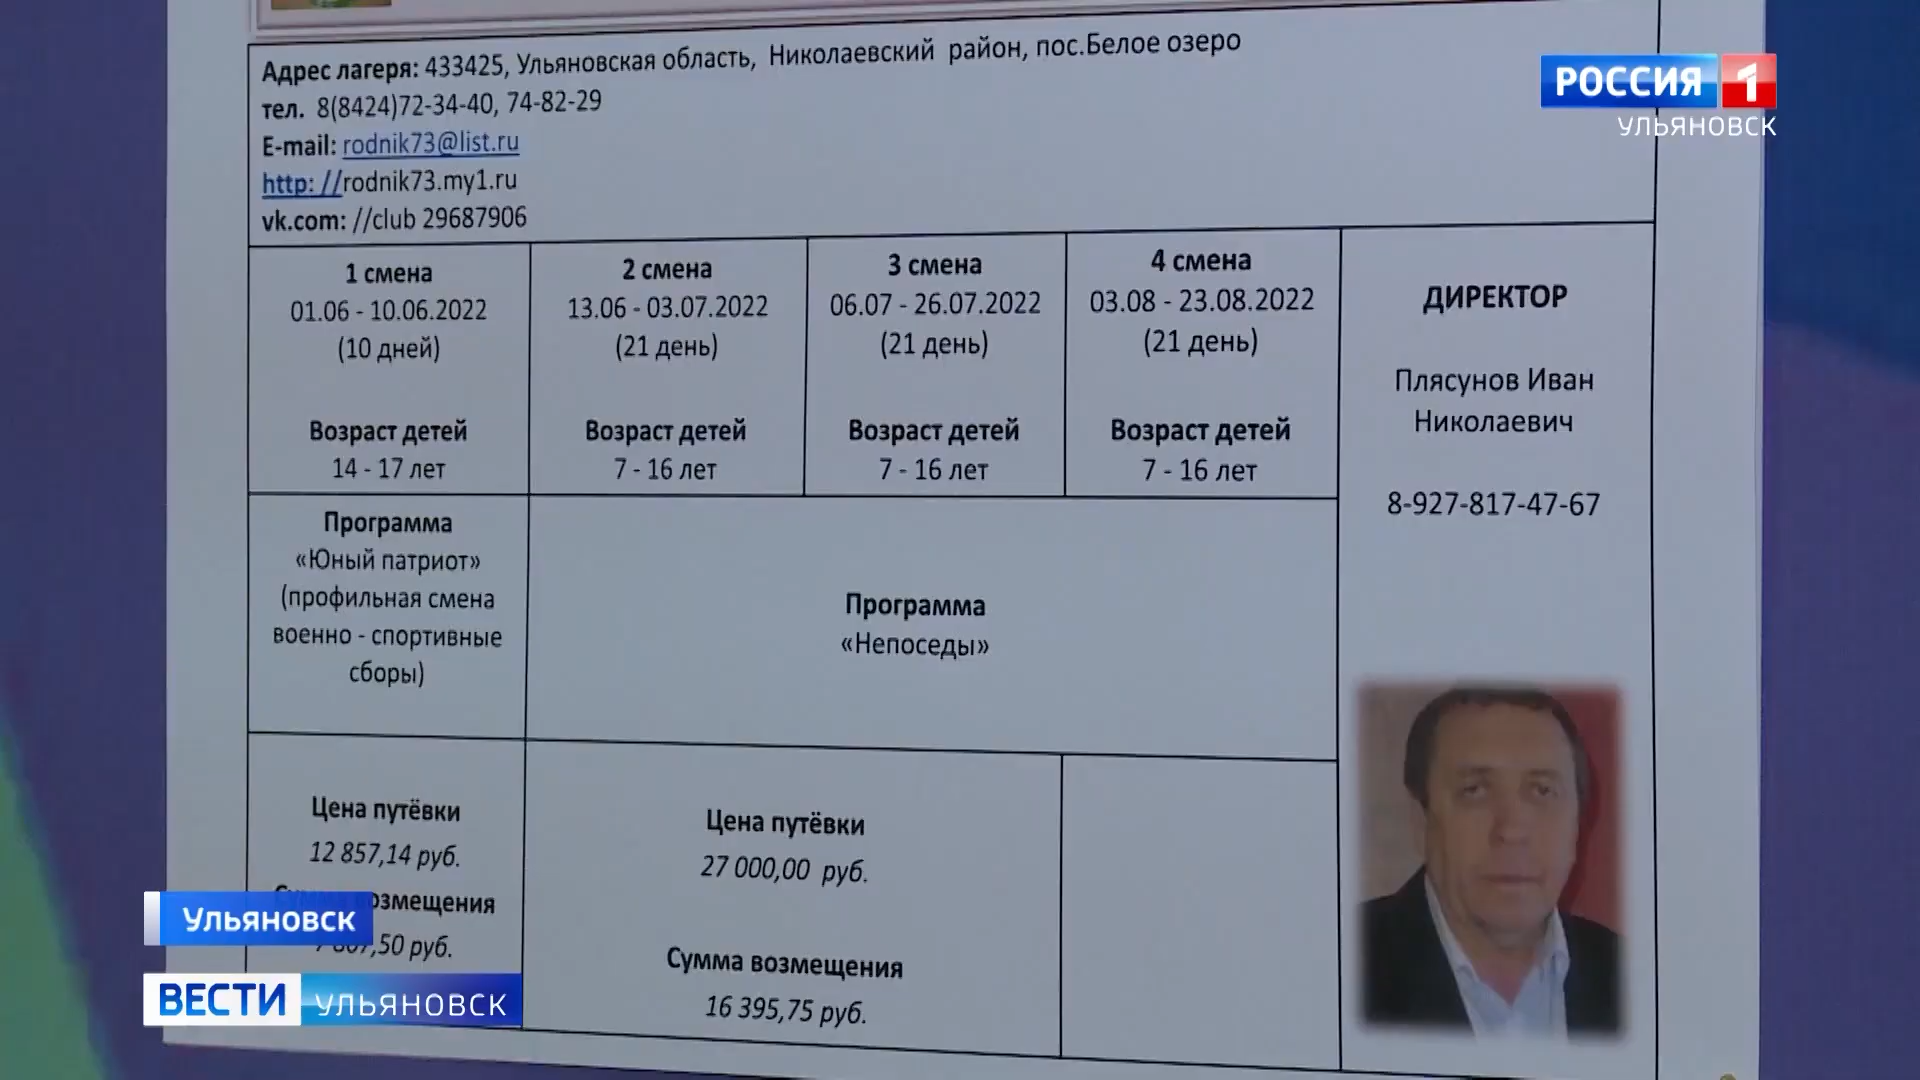 Адрес лагеря: 433425, Ульяновская область, Николаевский район, пос.Белое озеро
тел. 8(8424)72-34-40, 74-82-29
E-mail: rodnik73@list.ru
http: //rodnik73.my1.ru
vk.com: //club 29687906
РОССИЯ 1
УЛЬЯНОВСК
1 смена
01.06 - 10.06.2022
(10 дней)
Возраст детей
14 - 17 лет
2 смена
13.06 - 03.07.2022
(21 день)
Возраст детей
7 - 16 лет
3 смена
06.07 - 26.07.2022
(21 день)
Возраст детей
7 - 16 лет
4 смена
03.08 - 23.08.2022
(21 день)
Возраст детей
7 - 16 лет
ДИРЕКТОР
Плясунов Иван
Николаевич
8-927-817-47-67
Программа
«Юный патриот»
(профильная смена
военно - спортивные
сборы)
Программа
«Непоседы»
Цена путёвки
12 857,14 руб.
возмещения
,50 руб.
Цена путёвки
27 000,00 руб.
Сумма возмещения
16 395,75 руб.
Ульяновск
ВЕСТИ УЛЬЯНОВСК